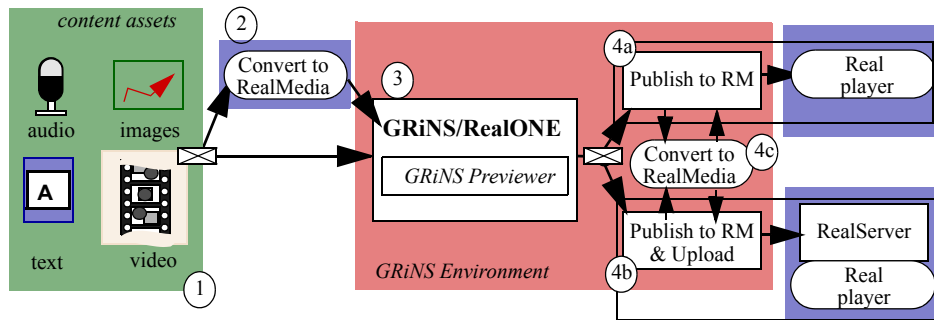 content assets
audio
images
A
text
video
1
2
Convert to
RealMedia
3
GRiNS/RealONE
GRiNS Previewer
GRiNS Environment
4a
Publish to RM
Convert to
RealMedia
4c
Publish to RM
& Upload
4b
Real
player
RealServer
Real
player